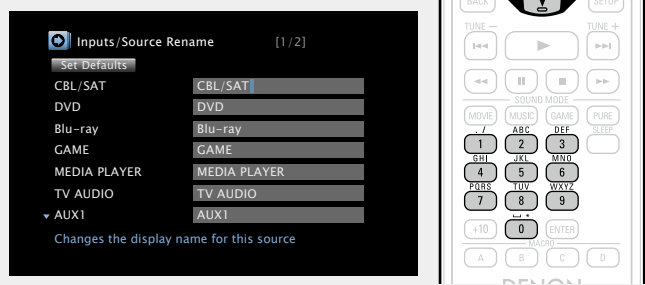 Inputs/Source Rename [1/2]
Set Defaults
CBL/SAT CBL/SAT
DVD DVD
Blu-ray Blu-ray
GAME GAME
MEDIA PLAYER MEDIA PLAYER
TV AUDIO TV AUDIO
AUX1 AUX1
Changes the display name for this source
BACK SETUP
TUNE – TUNE +
SOUND MODE
MOVIE MUSIC GAME PURE
. / ABC DEF SLEEP
1 2 3
GHI JKL MNO
4 5 6
PQRS TUV WXYZ
7 8 9
␣ *
+10 0 ENTER
MACRO
A B C D
DENON